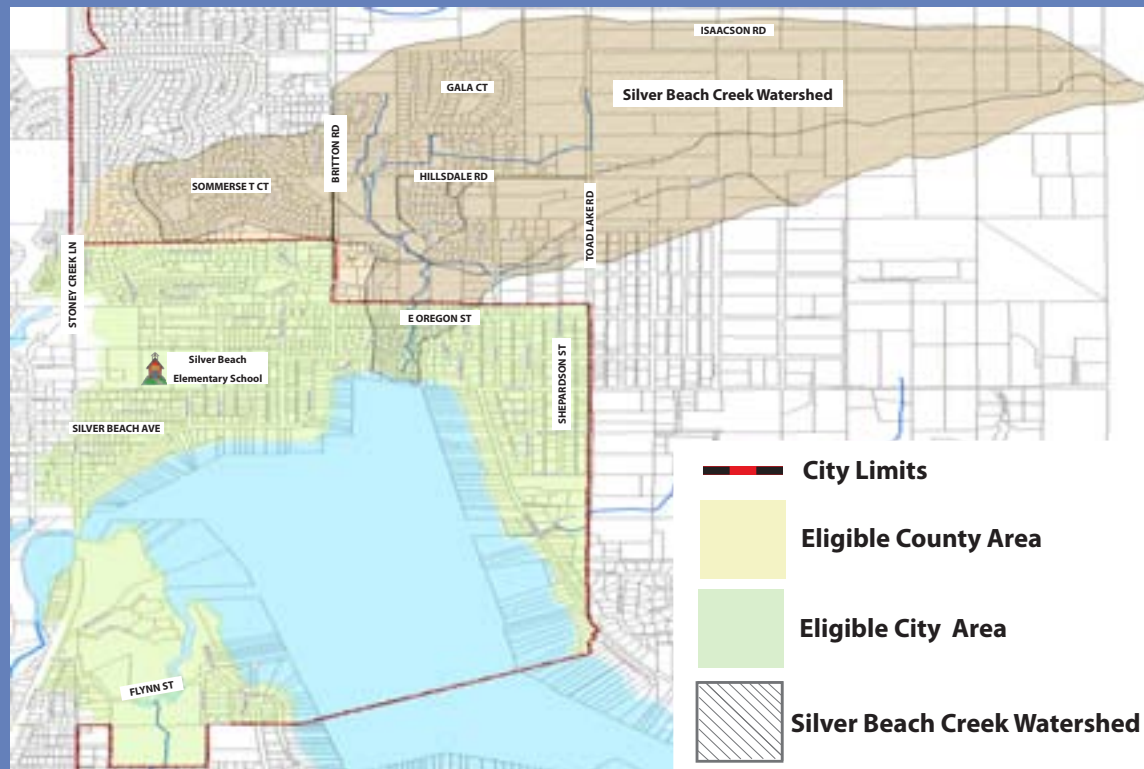 ISAACSON RD
GALA CT
Silver Beach Creek Watershed
BRITTON RD
HILLSDALE RD
SOMMERSE T CT
TOAD LAKE RD
STONEY CREEK LN
E OREGON ST
Silver Beach
Elementary School
SHEPARDSON ST
SILVER BEACH AVE
FLYNN ST
City Limits
Eligible County Area
Eligible City Area
Silver Beach Creek Watershed